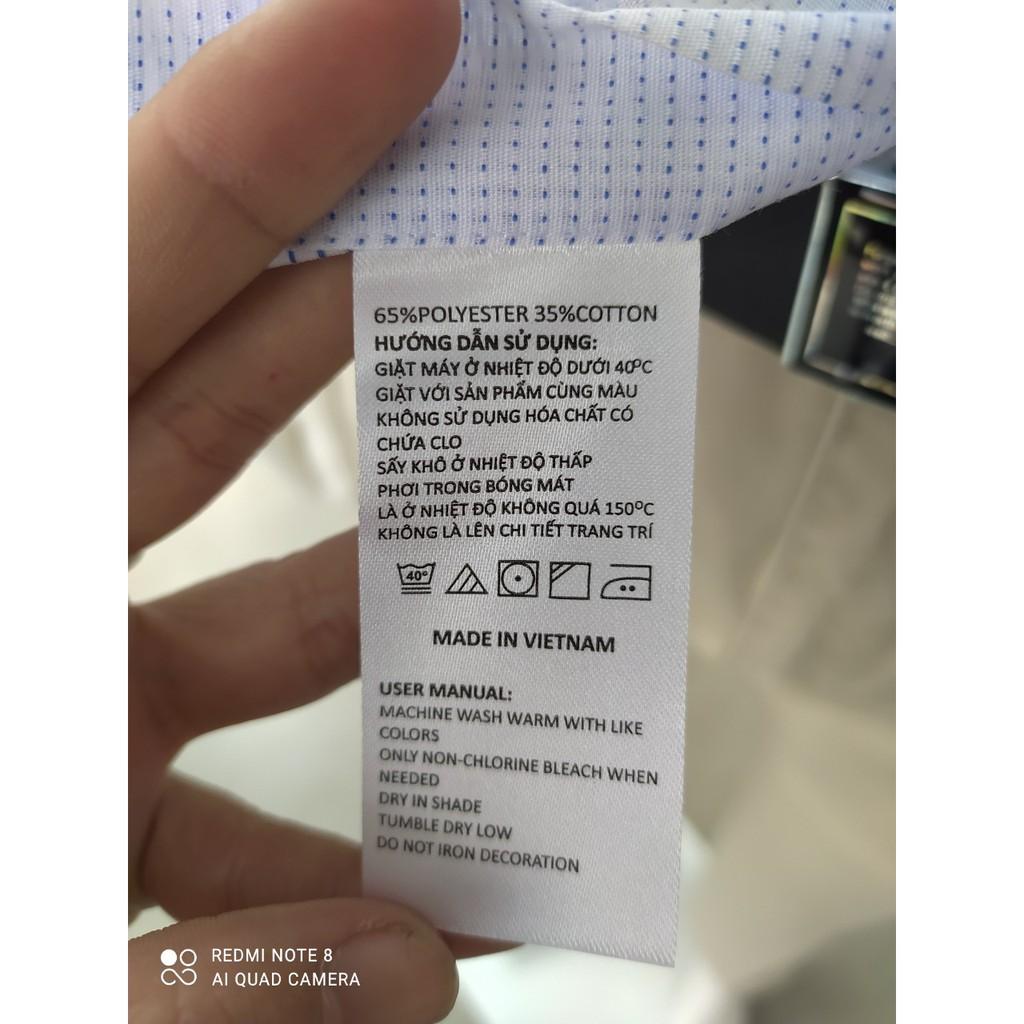 65%POLYESTER 35%COTTON
HƯỚNG DẪN SỬ DỤNG:
GIẶT MÁY Ở NHIỆT ĐỘ DƯỚI 40ºC
GIẶT VỚI SẢN PHẨM CÙNG MÀU
KHÔNG SỬ DỤNG HÓA CHẤT CÓ
CHỨA CLO
SẤY KHÔ Ở NHIỆT ĐỘ THẤP
PHƠI TRONG BÓNG MÁT
LÀ Ở NHIỆT ĐỘ KHÔNG QUÁ 150ºC
KHÔNG LÀ LÊN CHI TIẾT TRANG TRÍ
40º
MADE IN VIETNAM
USER MANUAL:
MACHINE WASH WARM WITH LIKE
COLORS
ONLY NON-CHLORINE BLEACH WHEN
NEEDED
DRY IN SHADE
TUMBLE DRY LOW
DO NOT IRON DECORATION
REDMI NOTE 8
AI QUAD CAMERA